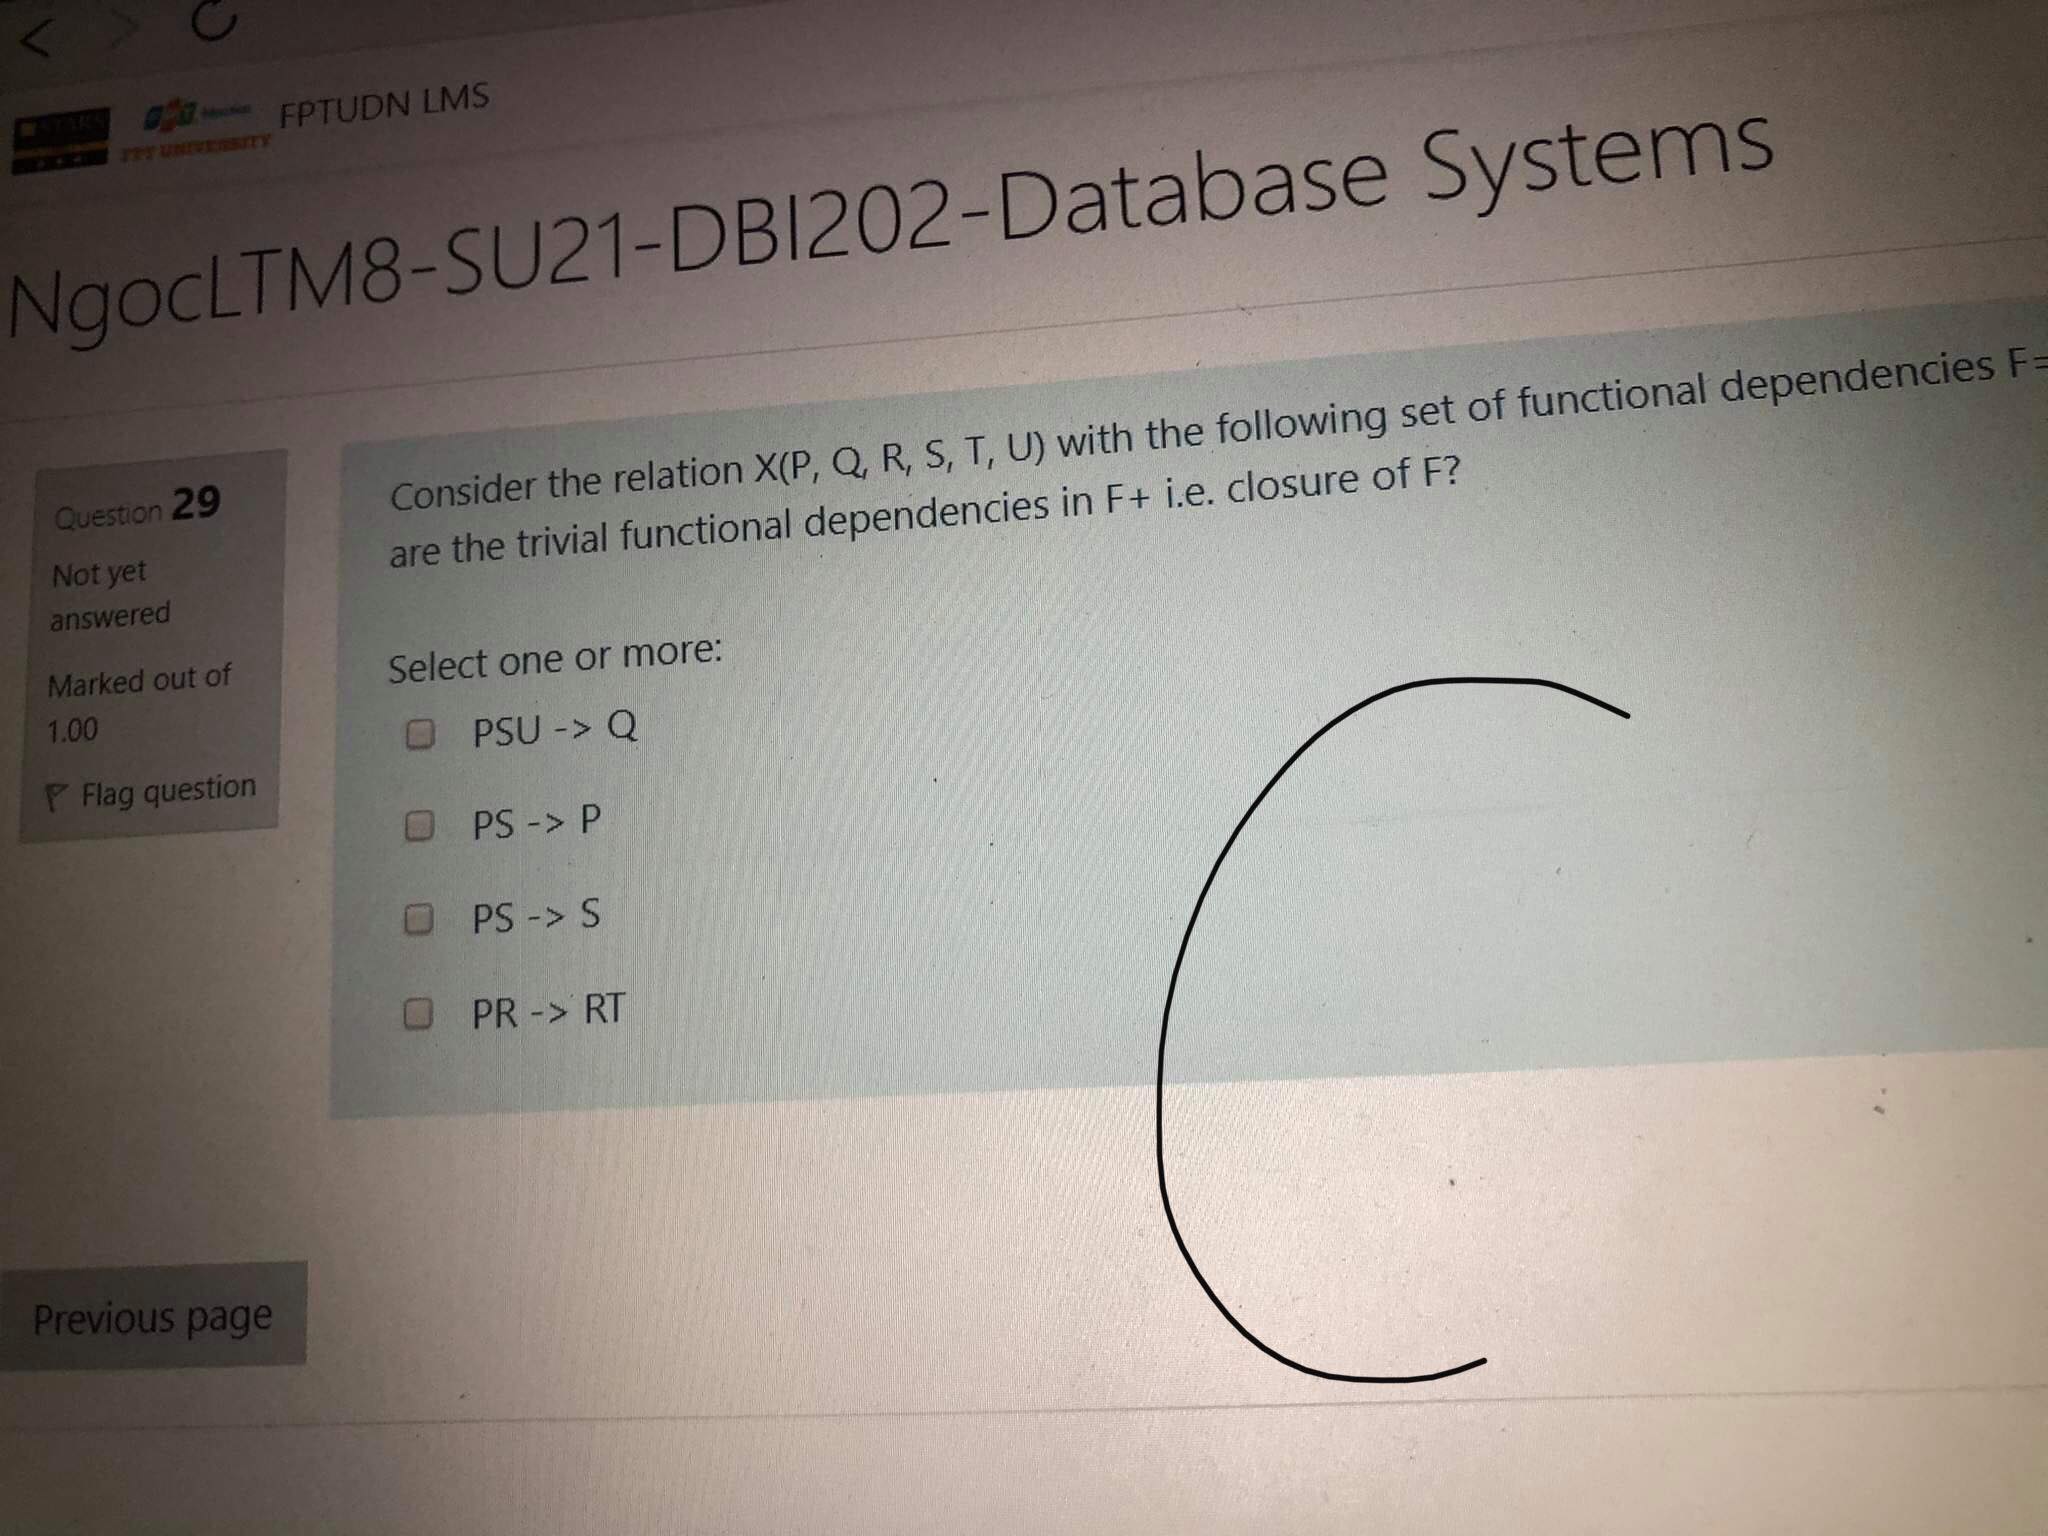 FPTUDN LMS
FPT UNIVERSITY
NgocLTM8-SU21-DBI202-Database Systems
Question 29
Not yet
answered
Marked out of
1.00
Flag question
Consider the relation X(P, Q, R, S, T, U) with the following set of functional dependencies F=
are the trivial functional dependencies in F+ i.e. closure of F?
Select one or more:
PSU -> Q
PS -> P
PS -> S
PR -> RT
Previous page